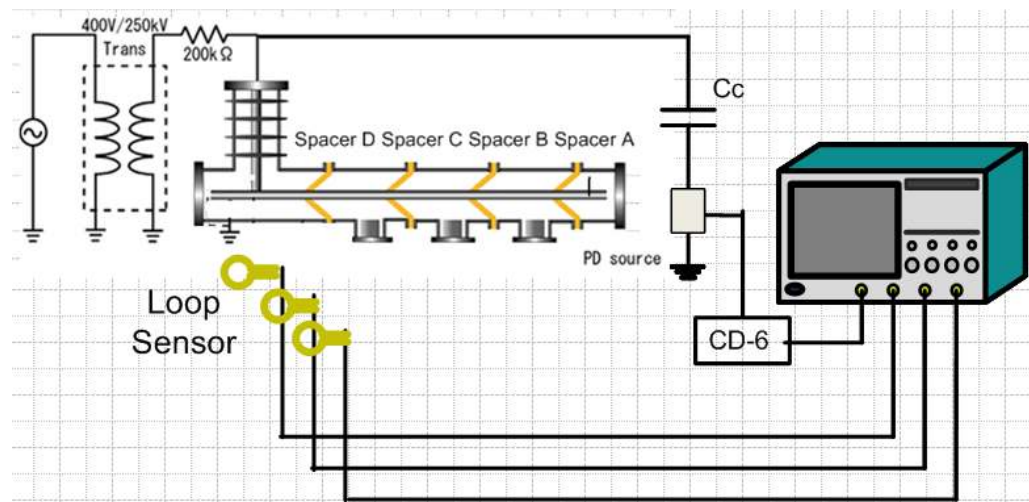 400V/250kV
Trans
200kΩ
Cc
Spacer D Spacer C Spacer B Spacer A
PD source
Loop
Sensor
CD-6